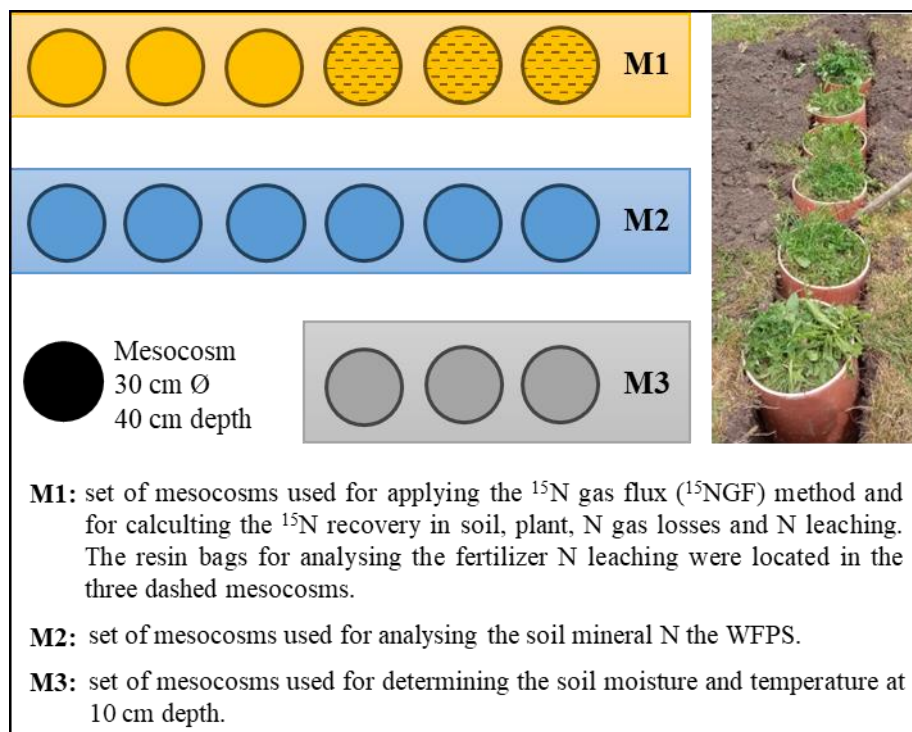 M1
M2
Mesocosm
30 cm Ø
40 cm depth
M3
M1: set of mesocosms used for applying the ¹⁵N gas flux (¹⁵NGF) method and
for calculting the ¹⁵N recovery in soil, plant, N gas losses and N leaching.
The resin bags for analysing the fertilizer N leaching were located in the
three dashed mesocosms.
M2: set of mesocosms used for analysing the soil mineral N the WFPS.
M3: set of mesocosms used for determining the soil moisture and temperature at
10 cm depth.